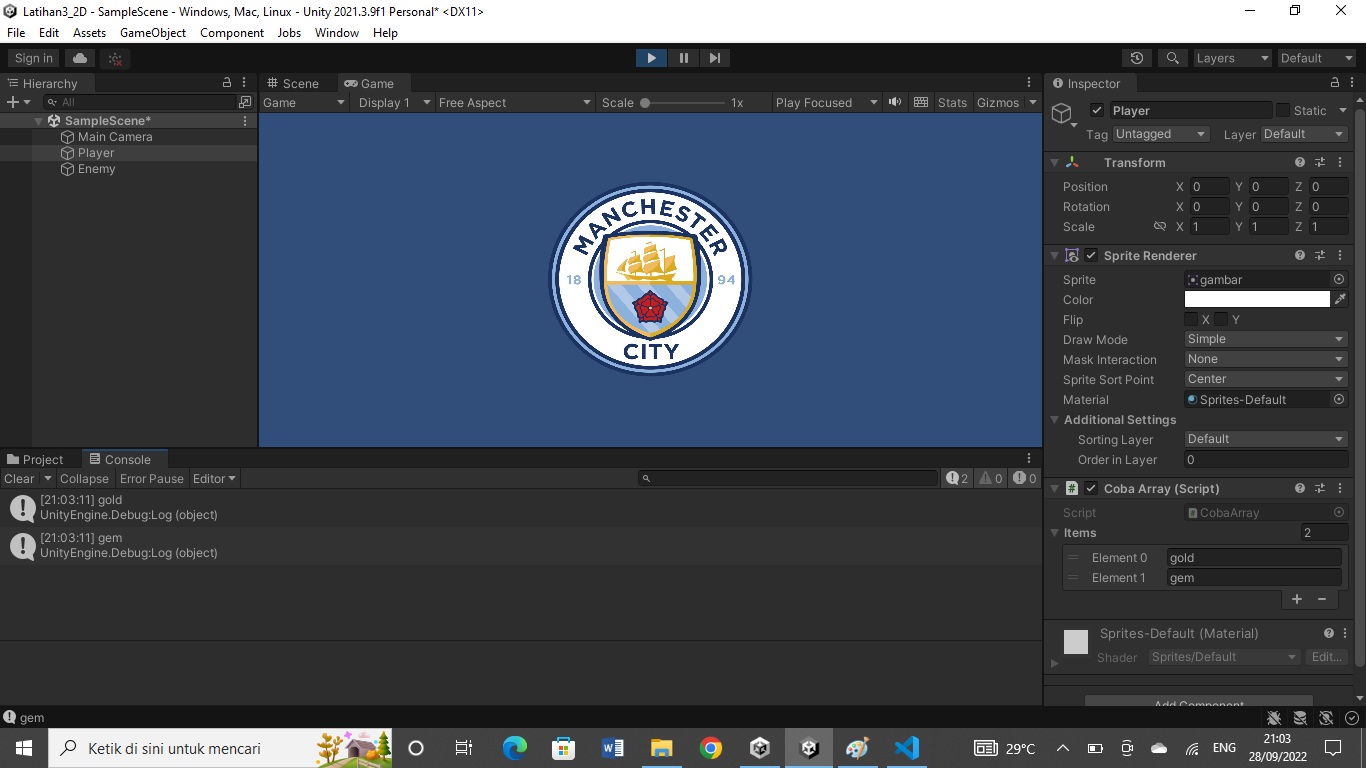 Latihan3_2D - SampleScene - Windows, Mac, Linux - Unity 2021.3.9f1 Personal* <DX11>
File Edit Assets GameObject Component Jobs Window Help
Sign in
Layers Default
Hierarchy
All
SampleScene*
Main Camera
Player
Enemy
Scene Game
Game Display 1 Free Aspect Scale 1x Play Focused Stats Gizmos
MANCHESTER
18 94
CITY
Project Console
Clear Collapse Error Pause Editor 2 0 0
[21:03:11] gold
UnityEngine.Debug:Log (object)
[21:03:11] gem
UnityEngine.Debug:Log (object)
Inspector
Player Static
Tag Untagged Layer Default
Transform
Position X 0 Y 0 Z 0
Rotation X 0 Y 0 Z 0
Scale X 1 Y 1 Z 1
Sprite Renderer
Sprite gambar
Color
Flip X Y
Draw Mode Simple
Mask Interaction None
Sprite Sort Point Center
Material Sprites-Default
Additional Settings
Sorting Layer Default
Order in Layer 0
# Coba Array (Script)
Script # CobaArray
Items 2
Element 0 gold
Element 1 gem
+ −
Sprites-Default (Material)
Shader Sprites/Default Edit...
Add Component
gem
Ketik di sini untuk mencari
29°C
ENG
21:03
28/09/2022